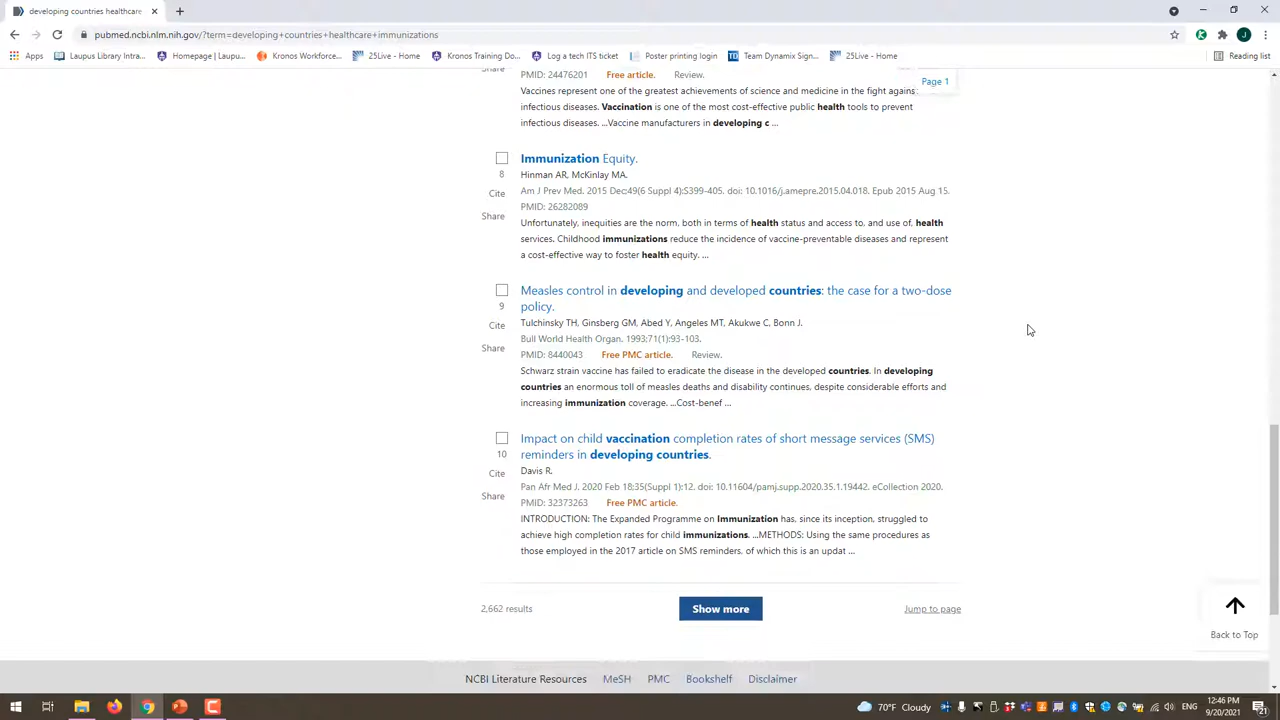 developing countries healthcare
pubmed.ncbi.nlm.nih.gov/?term=developing+countries+healthcare+immunizations
Apps
Laupus Library Intra...
Homepage | Laupu...
Kronos Workforce...
25Live - Home
Kronos Training Do...
Log a tech ITS ticket
Poster printing login
Team Dynamix Sign...
25Live - Home
Reading list
Share
PMID: 24476201 Free article. Review.
Page 1
Vaccines represent one of the greatest achievements of science and medicine in the fight against
infectious diseases. Vaccination is one of the most cost-effective public health tools to prevent
infectious diseases. ...Vaccine manufacturers in developing c ...
Immunization Equity.
8
Hinman AR, McKinlay MA.
Cite
Am J Prev Med. 2015 Dec;49(6 Suppl 4):S399-405. doi: 10.1016/j.amepre.2015.04.018. Epub 2015 Aug 15.
PMID: 26282089
Share
Unfortunately, inequities are the norm, both in terms of health status and access to, and use of, health
services. Childhood immunizations reduce the incidence of vaccine-preventable diseases and represent
a cost-effective way to foster health equity. ...
Measles control in developing and developed countries: the case for a two-dose
policy.
9
Tulchinsky TH, Ginsberg GM, Abed Y, Angeles MT, Akukwe C, Bonn J.
Cite
Bull World Health Organ. 1993;71(1):93-103.
Share
PMID: 8440043 Free PMC article. Review.
Schwarz strain vaccine has failed to eradicate the disease in the developed countries. In developing
countries an enormous toll of measles deaths and disability continues, despite considerable efforts and
increasing immunization coverage. ...Cost-benef ...
Impact on child vaccination completion rates of short message services (SMS)
reminders in developing countries.
10
Davis R.
Cite
Pan Afr Med J. 2020 Feb 18;35(Suppl 1):12. doi: 10.11604/pamj.supp.2020.35.1.19442. eCollection 2020.
Share
PMID: 32373263 Free PMC article.
INTRODUCTION: The Expanded Programme on Immunization has, since its inception, struggled to
achieve high completion rates for child immunizations. ...METHODS: Using the same procedures as
those employed in the 2017 article on SMS reminders, of which this is an updat ...
2,662 results
Show more
Jump to page
Back to Top
NCBI Literature Resources MeSH PMC Bookshelf Disclaimer
70°F Cloudy
ENG
12:46 PM
9/20/2021
21